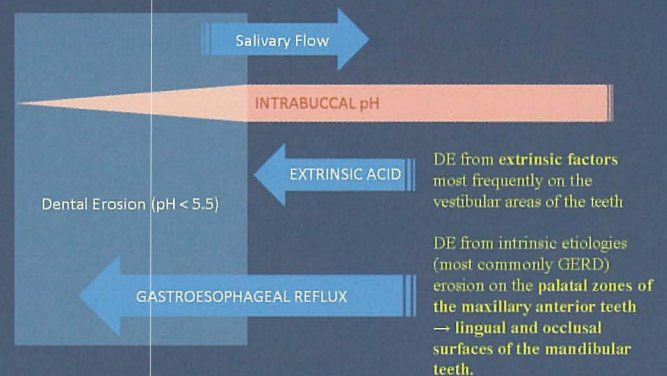 Salivary Flow
INTRABUCCAL pH
EXTRINSIC ACID
DE from extrinsic factors
most frequently on the
vestibular areas of the teeth
Dental Erosion (pH < 5.5)
DE from intrinsic etiologies
(most commonly GERD)
erosion on the palatal zones of
the maxillary anterior teeth
→ lingual and occlusal
surfaces of the mandibular
teeth.
GASTROESOPHAGEAL REFLUX